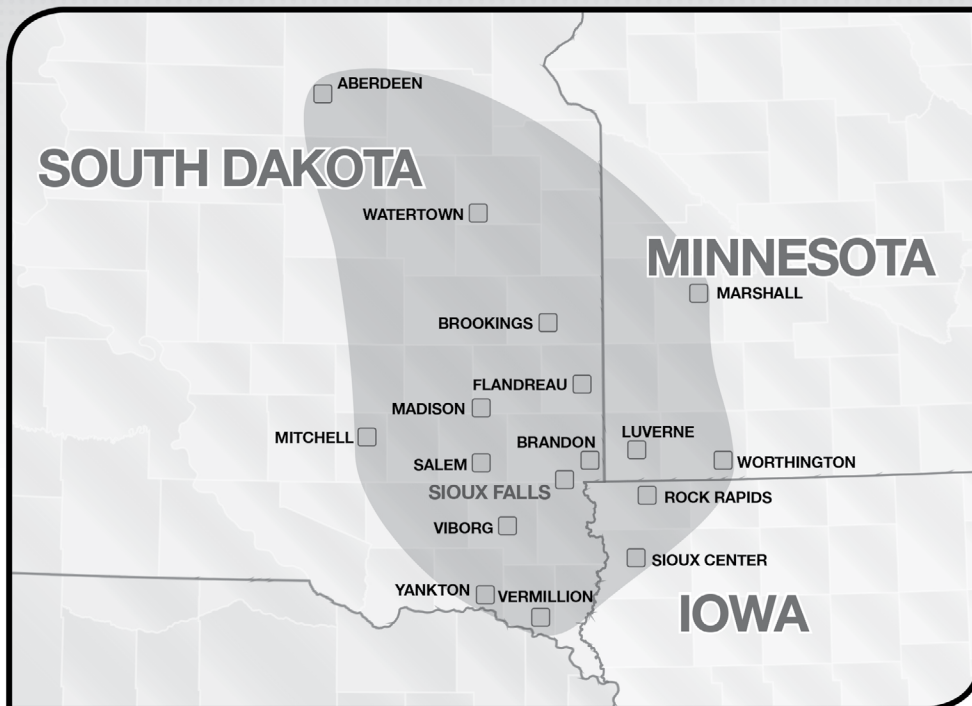 ABERDEEN
SOUTH DAKOTA
WATERTOWN
MINNESOTA
MARSHALL
BROOKINGS
FLANDREAU
MADISON
MITCHELL
BRANDON
LUVERNE
SALEM
WORTHINGTON
SIOUX FALLS
ROCK RAPIDS
VIBORG
SIOUX CENTER
YANKTON
VERMILLION
IOWA